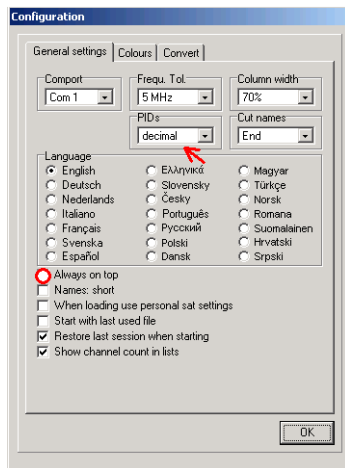 Configuration
General settings Colours Convert
Comport Frequ. Tol. Column width
Com 1 5 MHz 70%
PIDs Cut names
decimal End
Language
English Ελληνικά Magyar
Deutsch Slovensky Türkçe
Nederlands Česky Norsk
Italiano Português Romana
Français Русский Suomalainen
Svenska Polski Hrvatski
Español Dansk Srpski
Always on top
Names: short
When loading use personal sat settings
Start with last used file
Restore last session when starting
Show channel count in lists
OK